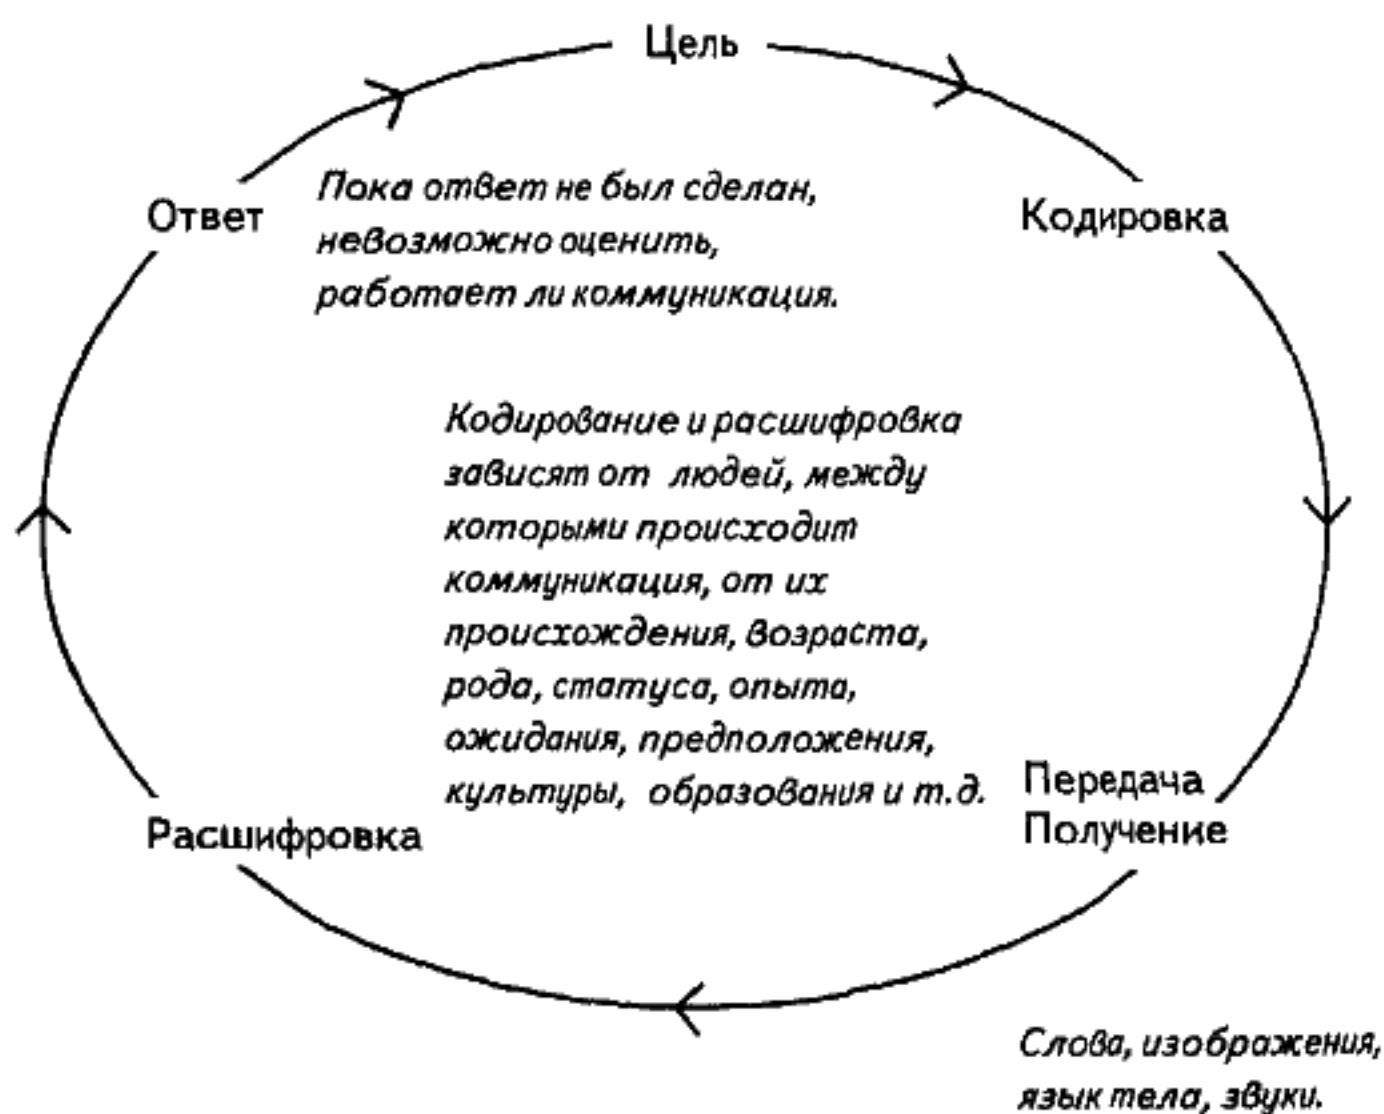 Цель
Ответ
Кодировка
Пока ответ не был сделан,
невозможно оценить,
работает ли коммуникация.
Кодирование и расшифровка
зависят от людей, между
которыми происходит
коммуникация, от их
происхождения, возраста,
рода, статуса, опыта,
ожидания, предположения,
культуры, образования и т.д.
Передача
Получение
Расшифровка
Слова, изображения,
язык тела, звуки.